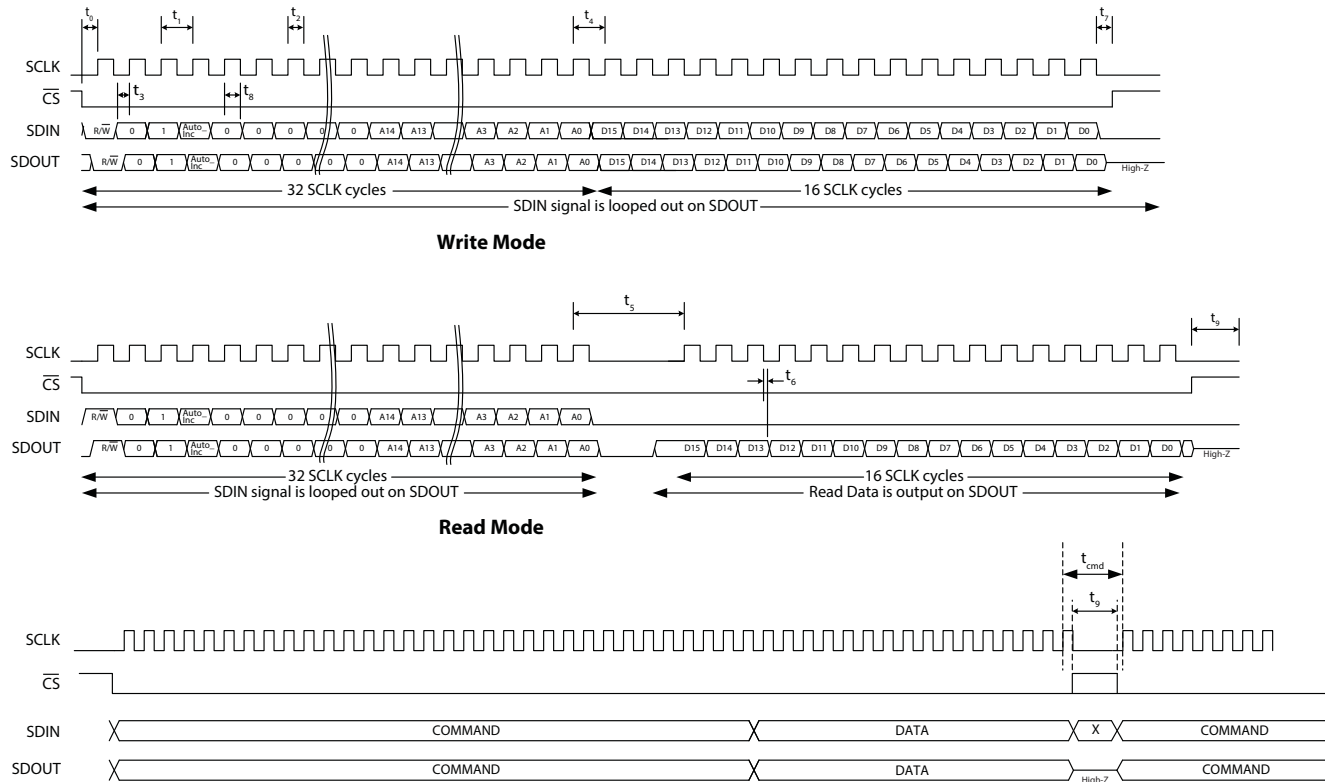 t0 t1 t2 t4 t7
SCLK
t3 t8
CS
SDIN R/W 0 1 Auto_Inc 0 0 0 0 0 A14 A13 A3 A2 A1 A0 D15 D14 D13 D12 D11 D10 D9 D8 D7 D6 D5 D4 D3 D2 D1 D0
SDOUT R/W 0 1 Auto_Inc 0 0 0 0 0 A14 A13 A3 A2 A1 A0 D15 D14 D13 D12 D11 D10 D9 D8 D7 D6 D5 D4 D3 D2 D1 D0 High-Z
32 SCLK cycles 16 SCLK cycles
SDIN signal is looped out on SDOUT
Write Mode
t5 t9
SCLK
CS t6
SDIN R/W 0 1 Auto_Inc 0 0 0 0 0 A14 A13 A3 A2 A1 A0
SDOUT R/W 0 1 Auto_Inc 0 0 0 0 0 A14 A13 A3 A2 A1 A0 D15 D14 D13 D12 D11 D10 D9 D8 D7 D6 D5 D4 D3 D2 D1 D0 High-Z
32 SCLK cycles 16 SCLK cycles
SDIN signal is looped out on SDOUT Read Data is output on SDOUT
Read Mode
tcmd
t9
SCLK
CS
SDIN COMMAND DATA X COMMAND
SDOUT COMMAND DATA High-Z COMMAND